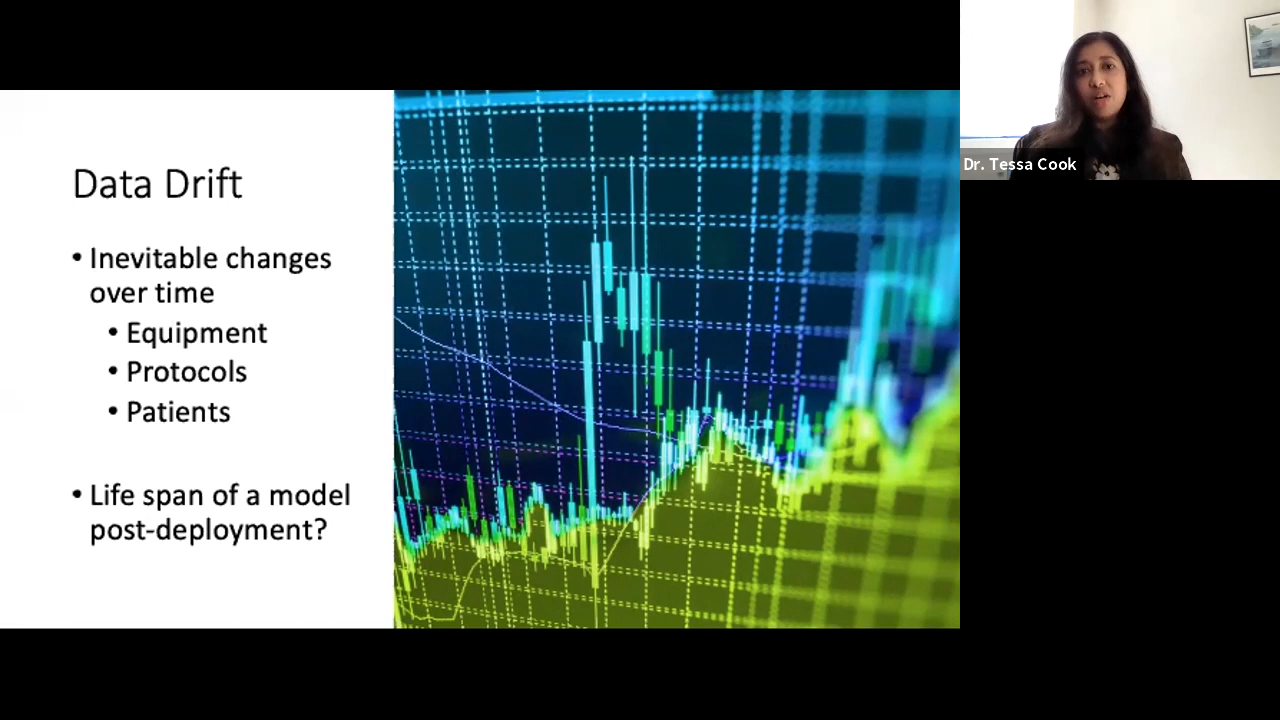 Data Drift
• Inevitable changes
over time
• Equipment
• Protocols
• Patients
• Life span of a model
post-deployment?
Dr. Tessa Cook